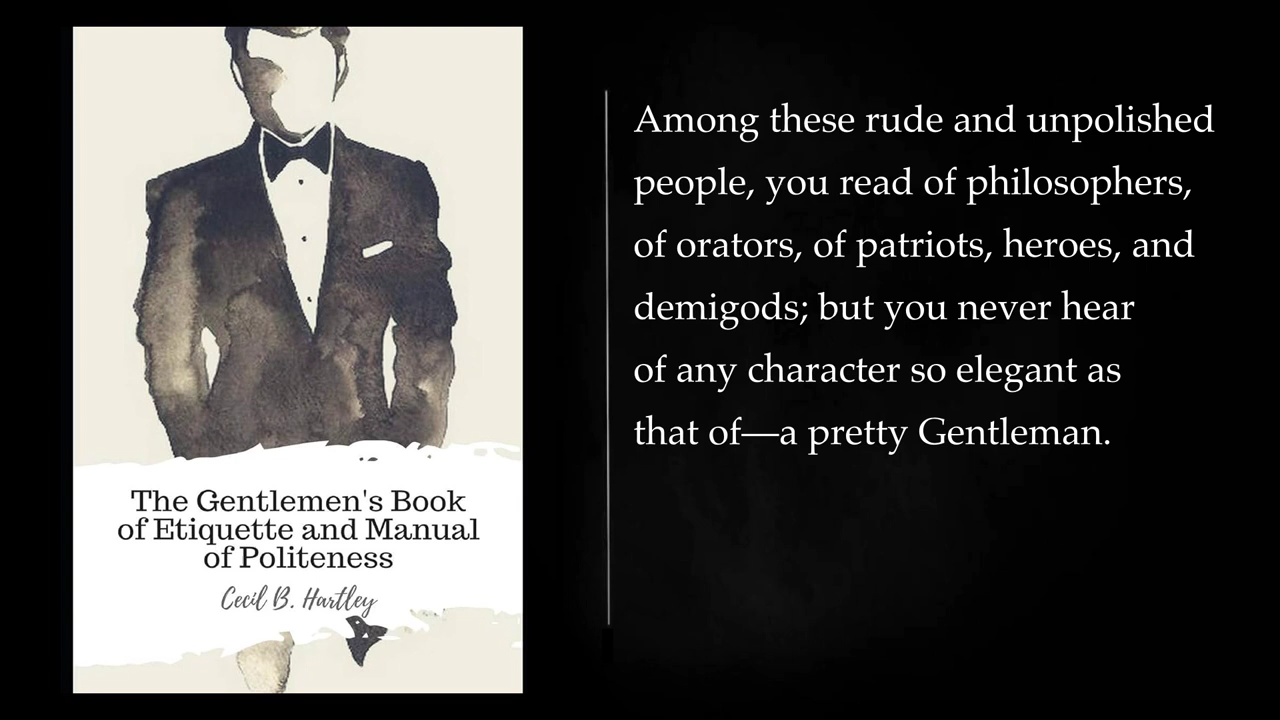 The Gentlemen's Book
of Etiquette and Manual
of Politeness
Cecil B. Hartley
Among these rude and unpolished
people, you read of philosophers,
of orators, of patriots, heroes, and
demigods; but you never hear
of any character so elegant as
that of—a pretty Gentleman.